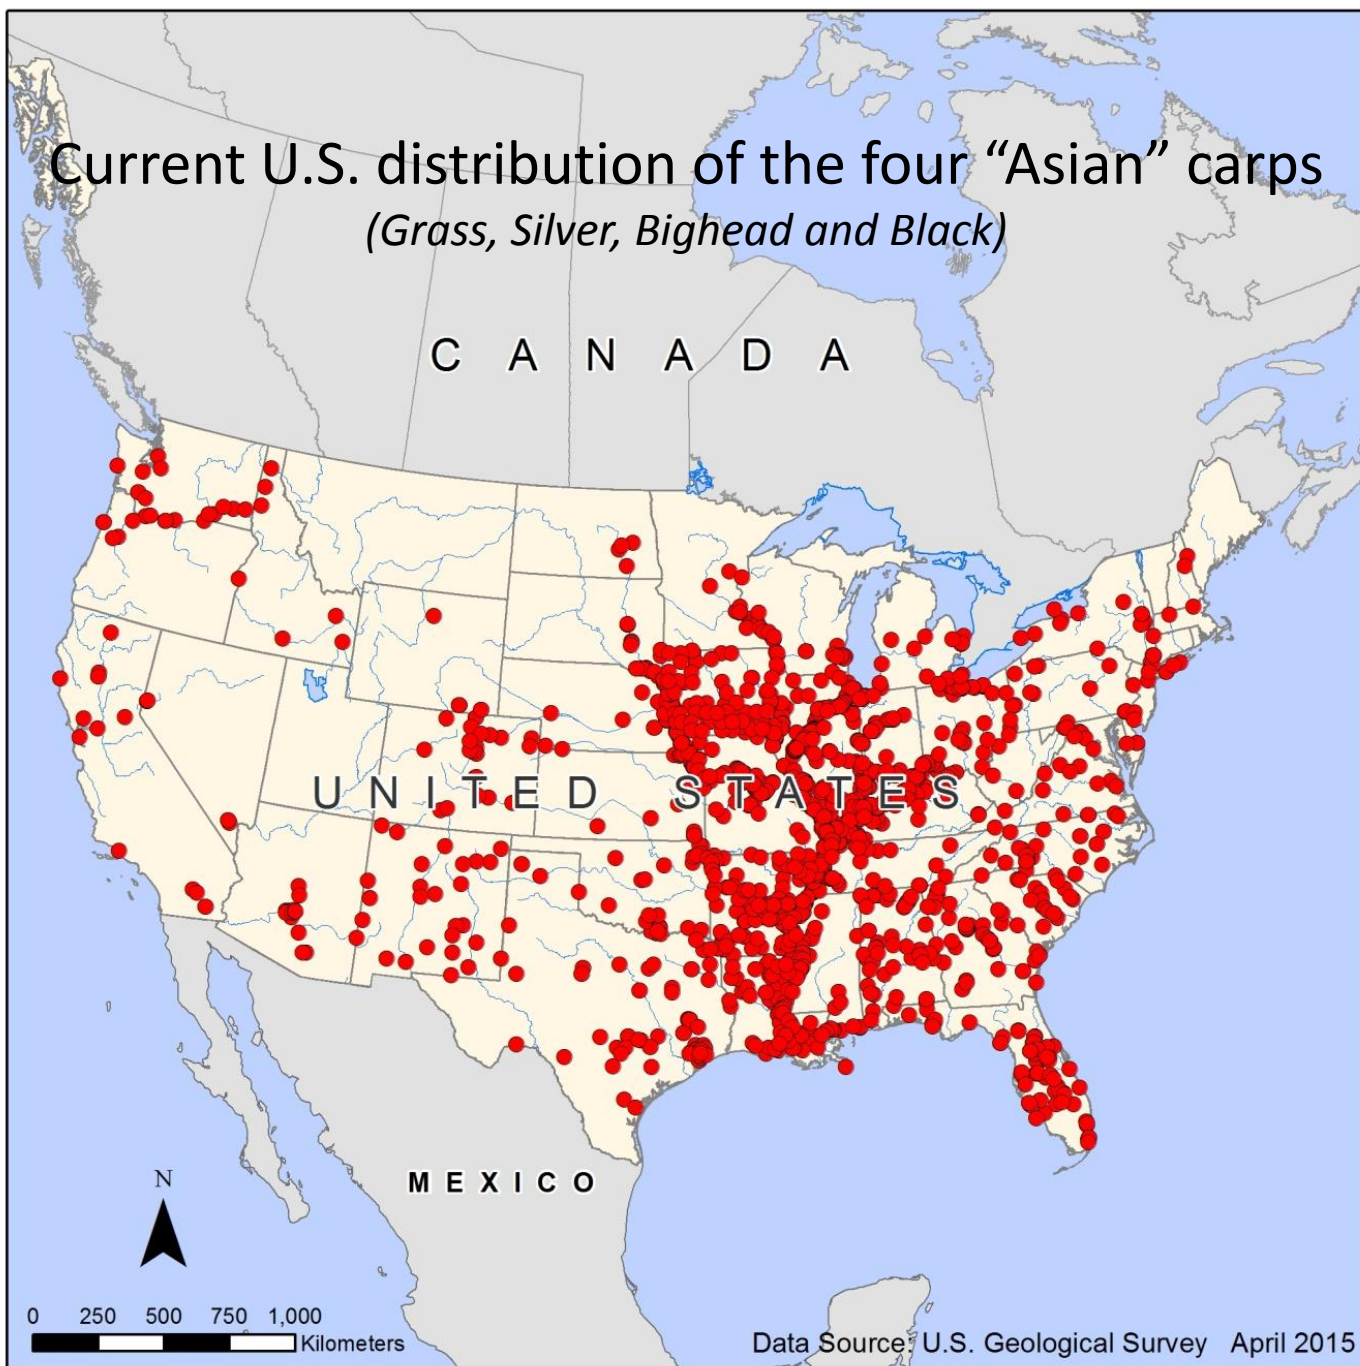 Current U.S. distribution of the four “Asian” carps
(Grass, Silver, Bighead and Black)
C A N A D A
U N I T E D S T A T E S
M E X I C O
N
0 250 500 750 1,000
Kilometers
Data Source: U.S. Geological Survey April 2015